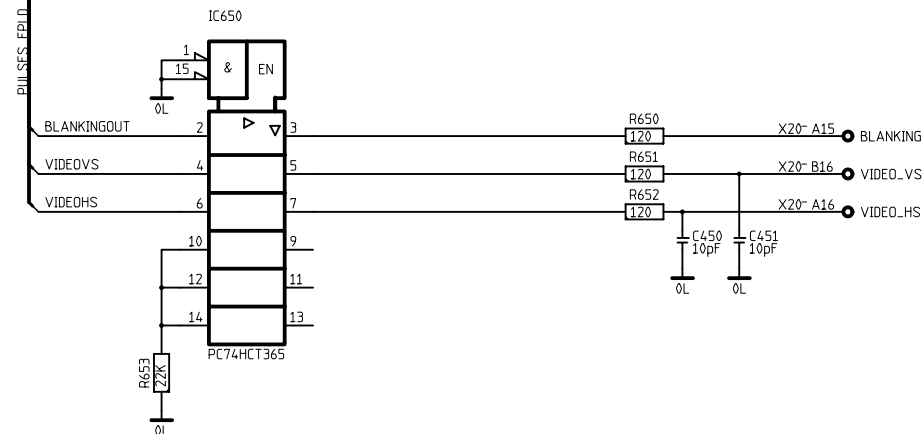 IC650
PULSES_EPLD
1
15
&
EN
0L
BLANKINGOUT
2
3
R650
120
X20- A15
BLANKING
VIDEOVS
4
5
R651
120
X20- B16
VIDEO_VS
VIDEOHS
6
7
R652
120
X20- A16
VIDEO_HS
10
9
C450
10pF
C451
10pF
12
11
0L
0L
14
13
PC74HCT365
R653
22K
0L